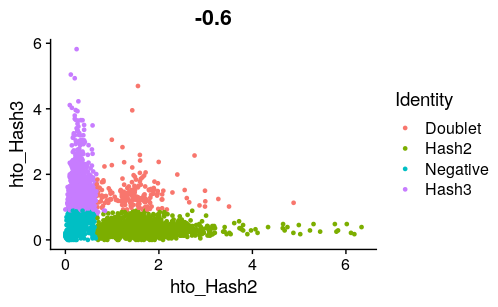 -0.6
hto_Hash3
6
4
2
0
0
2
4
6
hto_Hash2
Identity
Doublet
Hash2
Negative
Hash3